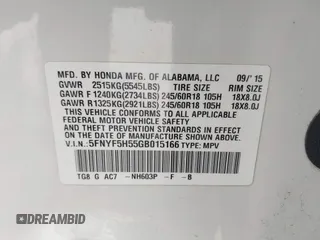 MFD. BY HONDA MFG. OF ALABAMA, LLC 09/'15
GVWR 2515KG(5545LBS) TIRE SIZE RIM SIZE
GAWR F 1240KG(2734LBS) 245/60R18 105H 18X8.0J
GAWR R 1325KG(2921LBS) 245/60R18 105H 18X8.0J
THIS VEHICLE CONFORMS TO ALL APPLICABLE
FEDERAL MOTOR VEHICLE SAFETY AND THEFT
PREVENTION STANDARDS IN EFFECT ON THE DATE
OF MANUFACTURE SHOWN ABOVE.
V.I.N.: 5FNYF5H55GB015166 TYPE: MPV
TG8 G AC7 -NH603P -F -B
AutoHelperBot.com